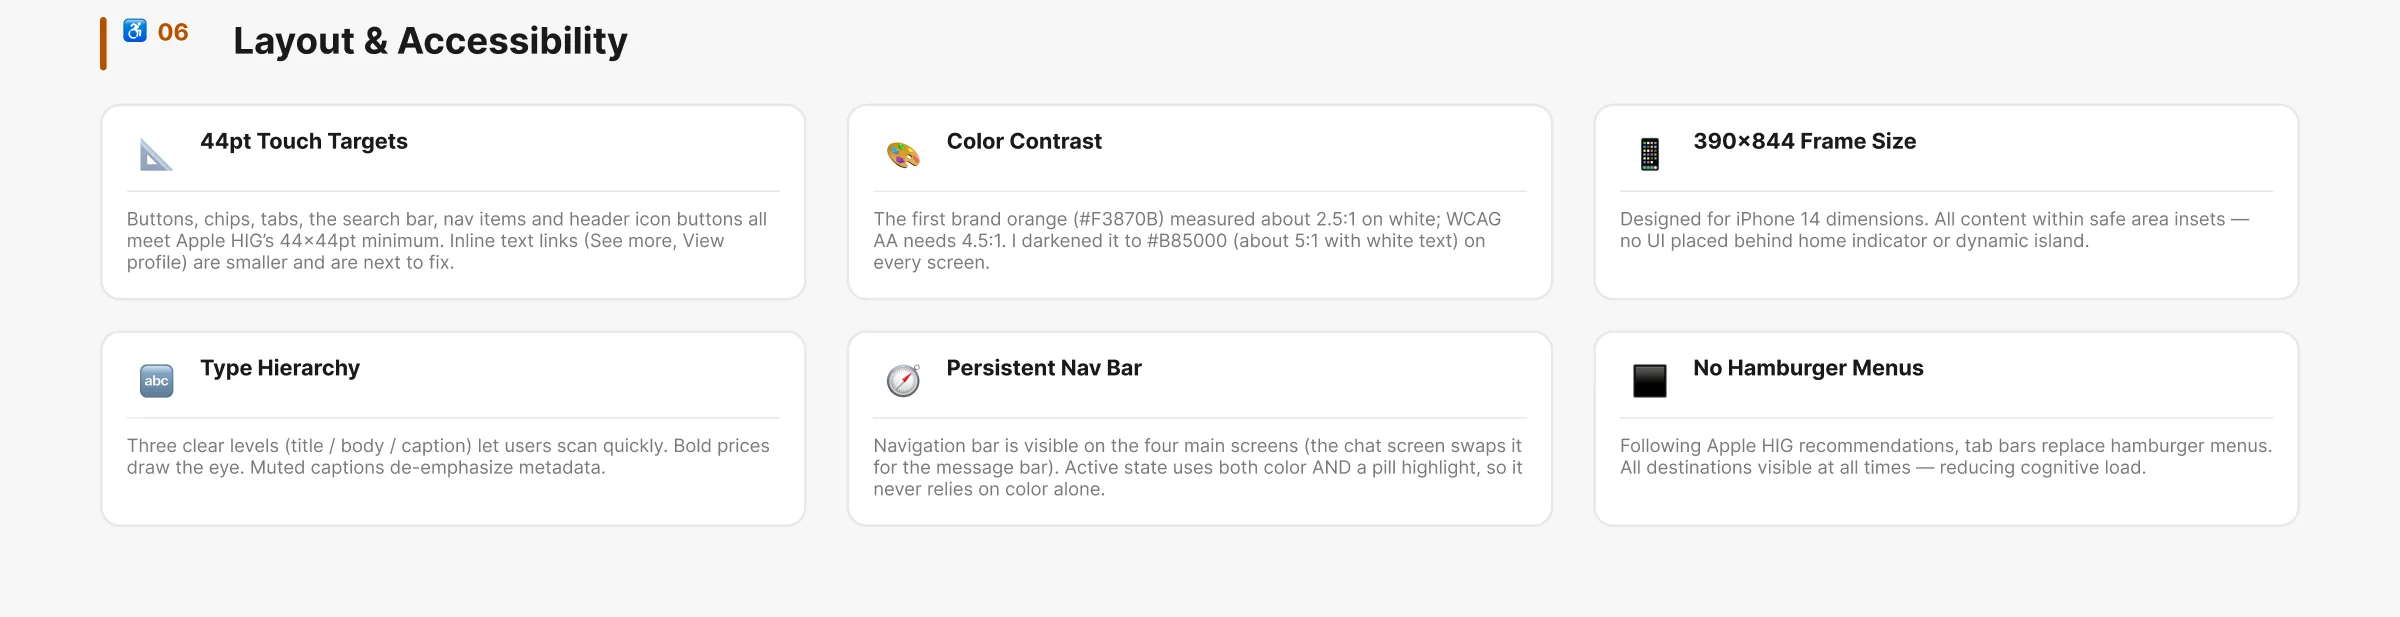 06
Layout & Accessibility
44pt Touch Targets
Buttons, chips, tabs, the search bar, nav items and header icon buttons all
meet Apple HIG’s 44×44pt minimum. Inline text links (See more, View
profile) are smaller and are next to fix.
Color Contrast
The first brand orange (#F3870B) measured about 2.5:1 on white; WCAG
AA needs 4.5:1. I darkened it to #B85000 (about 5:1 with white text) on
every screen.
390×844 Frame Size
Designed for iPhone 14 dimensions. All content within safe area insets —
no UI placed behind home indicator or dynamic island.
abc
Type Hierarchy
Three clear levels (title / body / caption) let users scan quickly. Bold prices
draw the eye. Muted captions de-emphasize metadata.
Persistent Nav Bar
Navigation bar is visible on the four main screens (the chat screen swaps it
for the message bar). Active state uses both color AND a pill highlight, so it
never relies on color alone.
No Hamburger Menus
Following Apple HIG recommendations, tab bars replace hamburger menus.
All destinations visible at all times — reducing cognitive load.